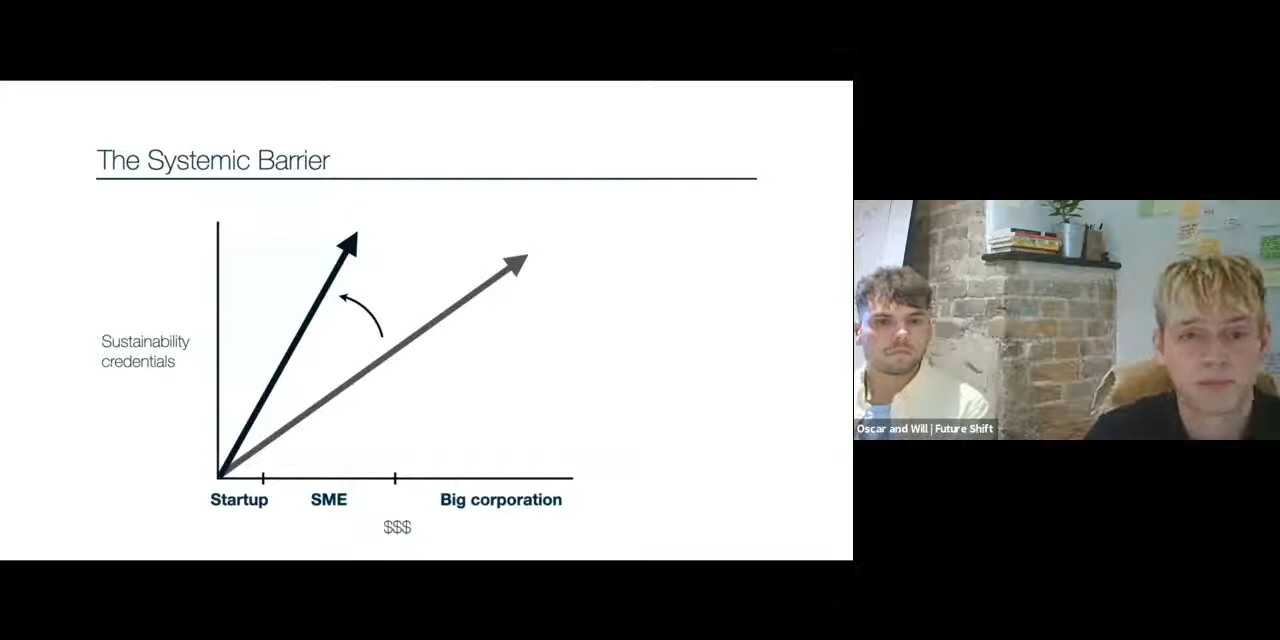 The Systemic Barrier
Sustainability
credentials
Startup SME Big corporation
$$$
Oscar and Will | Future Shift